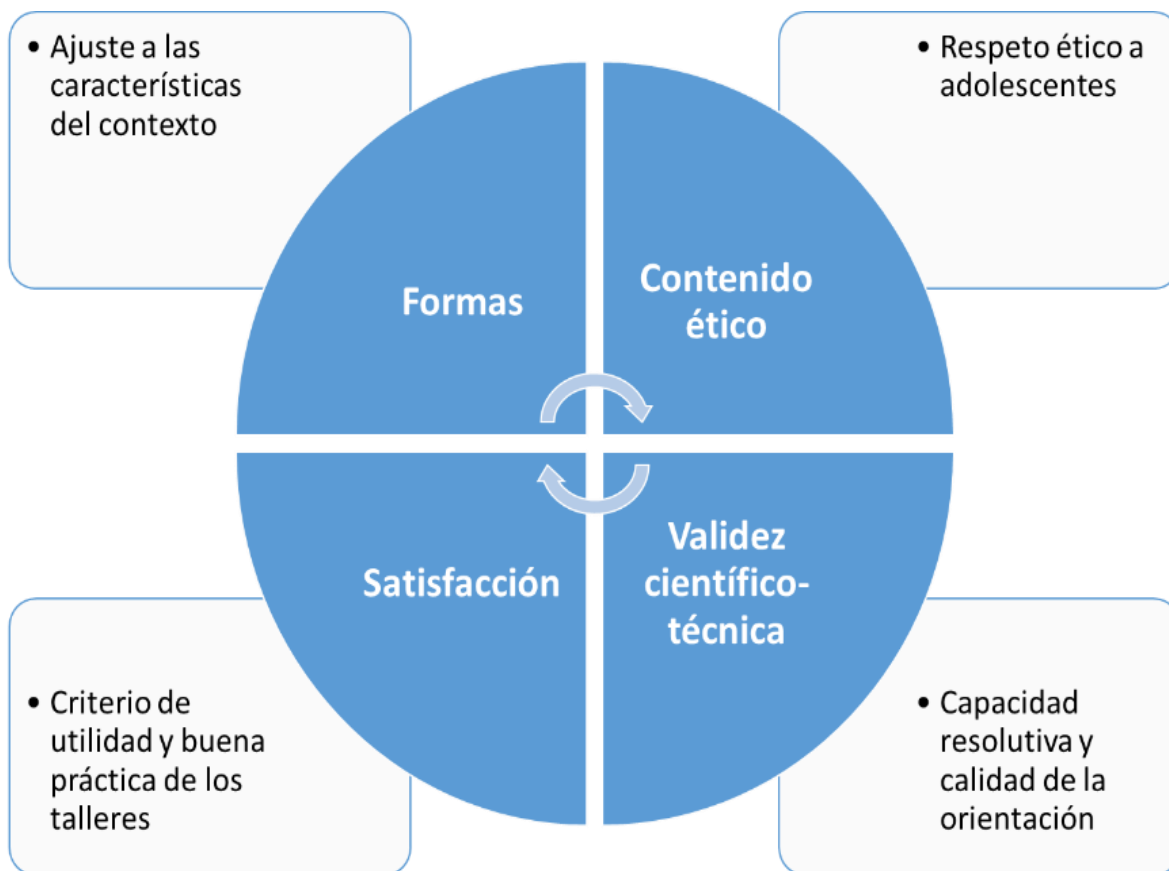 • Ajuste a las
características
del contexto
• Respeto ético a
adolescentes
Formas
Contenido
ético
Satisfacción
Validez
científico-
técnica
• Criterio de
utilidad y buena
práctica de los
talleres
• Capacidad
resolutiva y
calidad de la
orientación